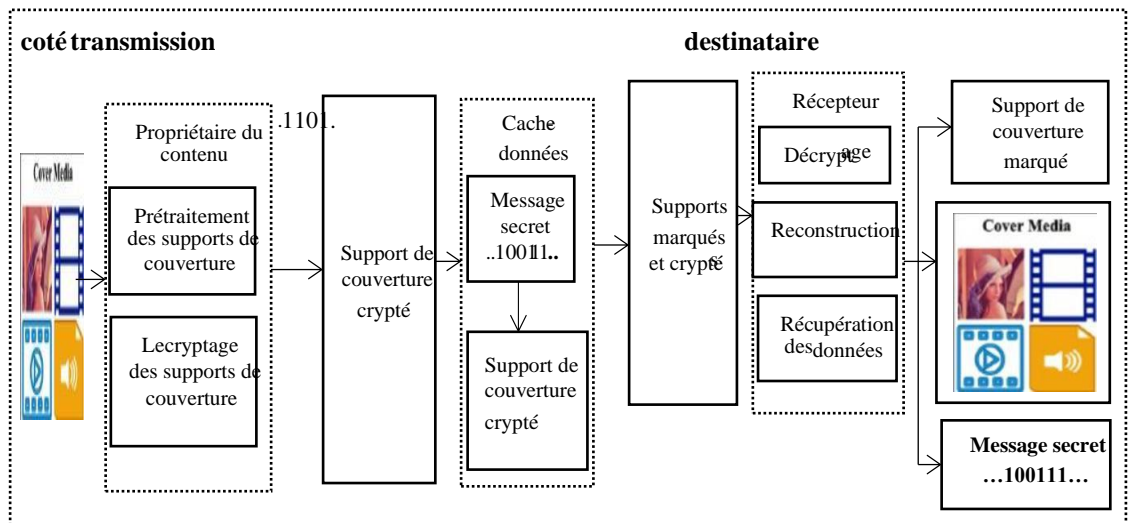 coté transmission
destinataire
Cover Media
Propriétaire du
contenu
Prétraitement
des supports de
couverture
Lecryptage
des supports de
couverture
.1101.
Support de
couverture
crypté
Cache
données
Message
secret
..10011..
Support de
couverture
crypté
Supports
marqués
et cryptés
Récepteur
Décryptage
Reconstruction
Récupération
des données
Support de
couverture
marqué
Cover Media
Message secret
…100111…